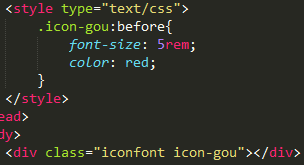 <style type="text/css">
.icon-gou:before{
font-size: 5rem;
color: red;
}
</style>
ead>
dy>
<div class="iconfont icon-gou"></div>